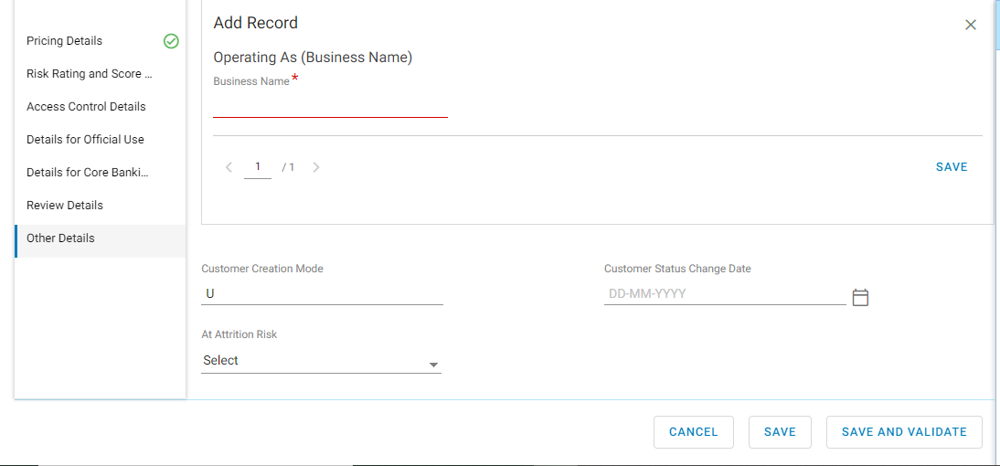 Pricing Details
Risk Rating and Score ...
Access Control Details
Details for Official Use
Details for Core Banki...
Review Details
Other Details
Add Record
Operating As (Business Name)
Business Name *
1 / 1
SAVE
Customer Creation Mode
U
Customer Status Change Date
DD-MM-YYYY
At Attrition Risk
Select
CANCEL
SAVE
SAVE AND VALIDATE